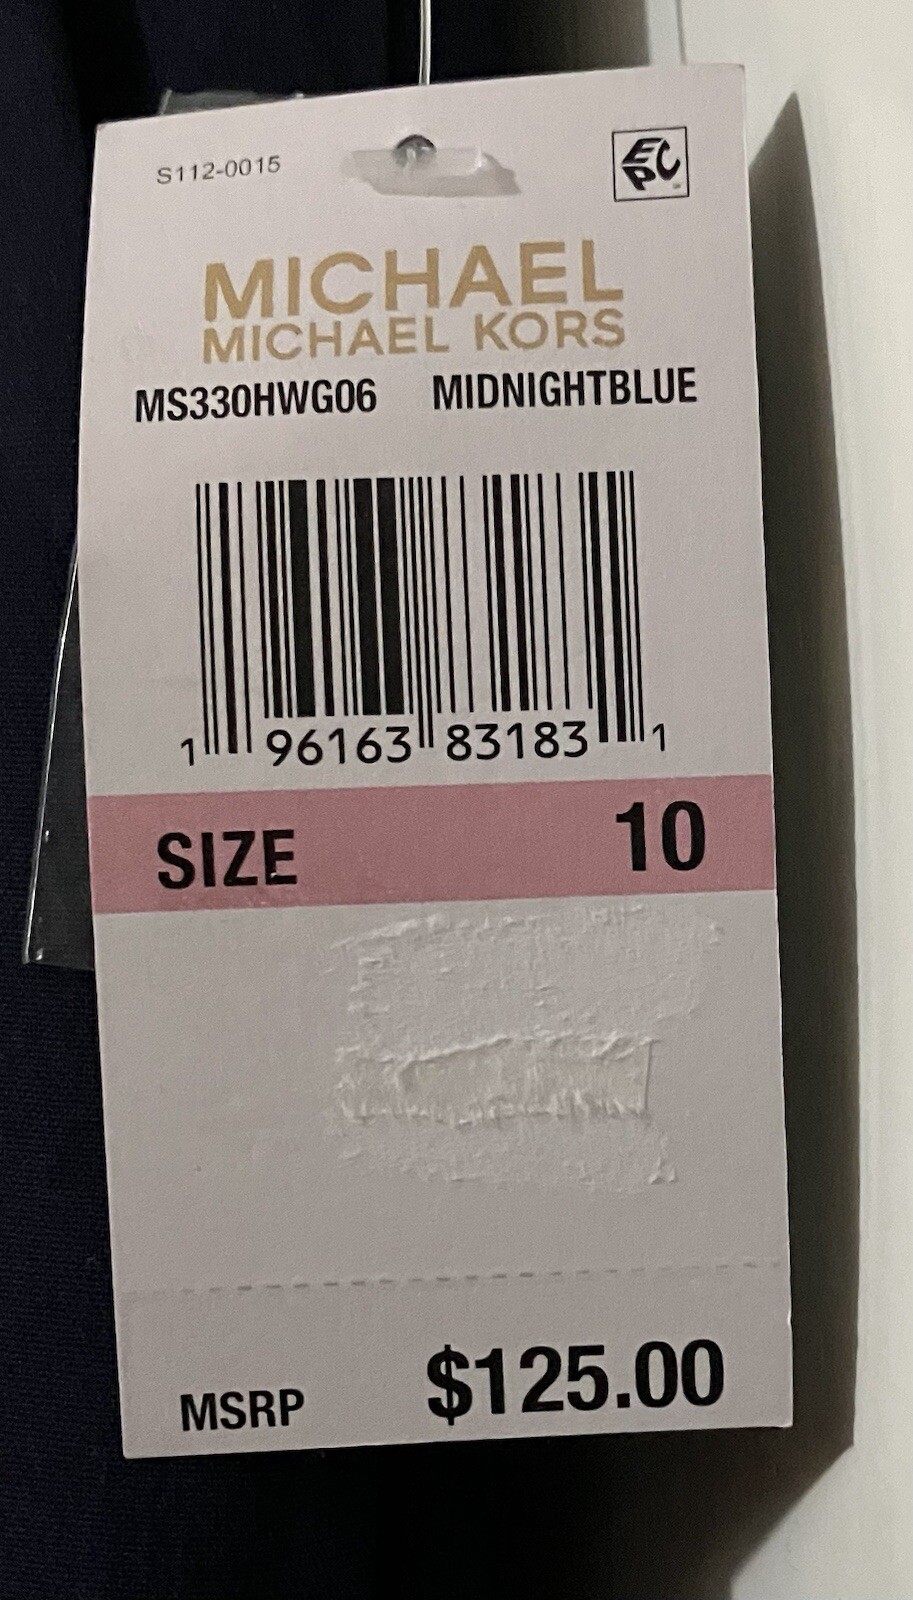 S112-0015
EPC
MICHAEL
MICHAEL KORS
MS330HWG06 MIDNIGHTBLUE
1 96163 83183 1
SIZE 10
MSRP $125.00